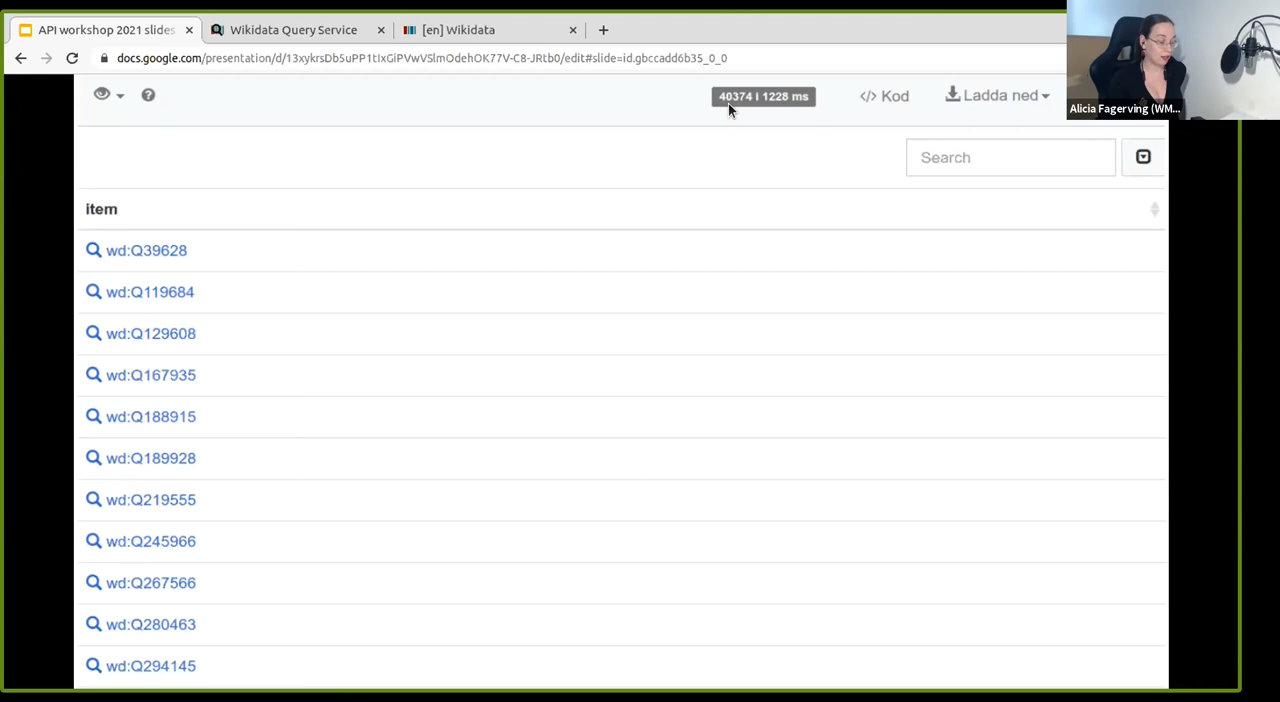 API workshop 2021 slides
Wikidata Query Service
[en] Wikidata
docs.google.com/presentation/d/13xykrsDb5uPP1tIxGiPVwVSlmOdehOK77V-C8-JRtb0/edit#slide=id.gbccadd6b35_0_0
40374 i 1228 ms
</> Kod
Ladda ned
Alicia Fagerving (WM...
Search
item
wd:Q39628
wd:Q119684
wd:Q129608
wd:Q167935
wd:Q188915
wd:Q189928
wd:Q219555
wd:Q245966
wd:Q267566
wd:Q280463
wd:Q294145